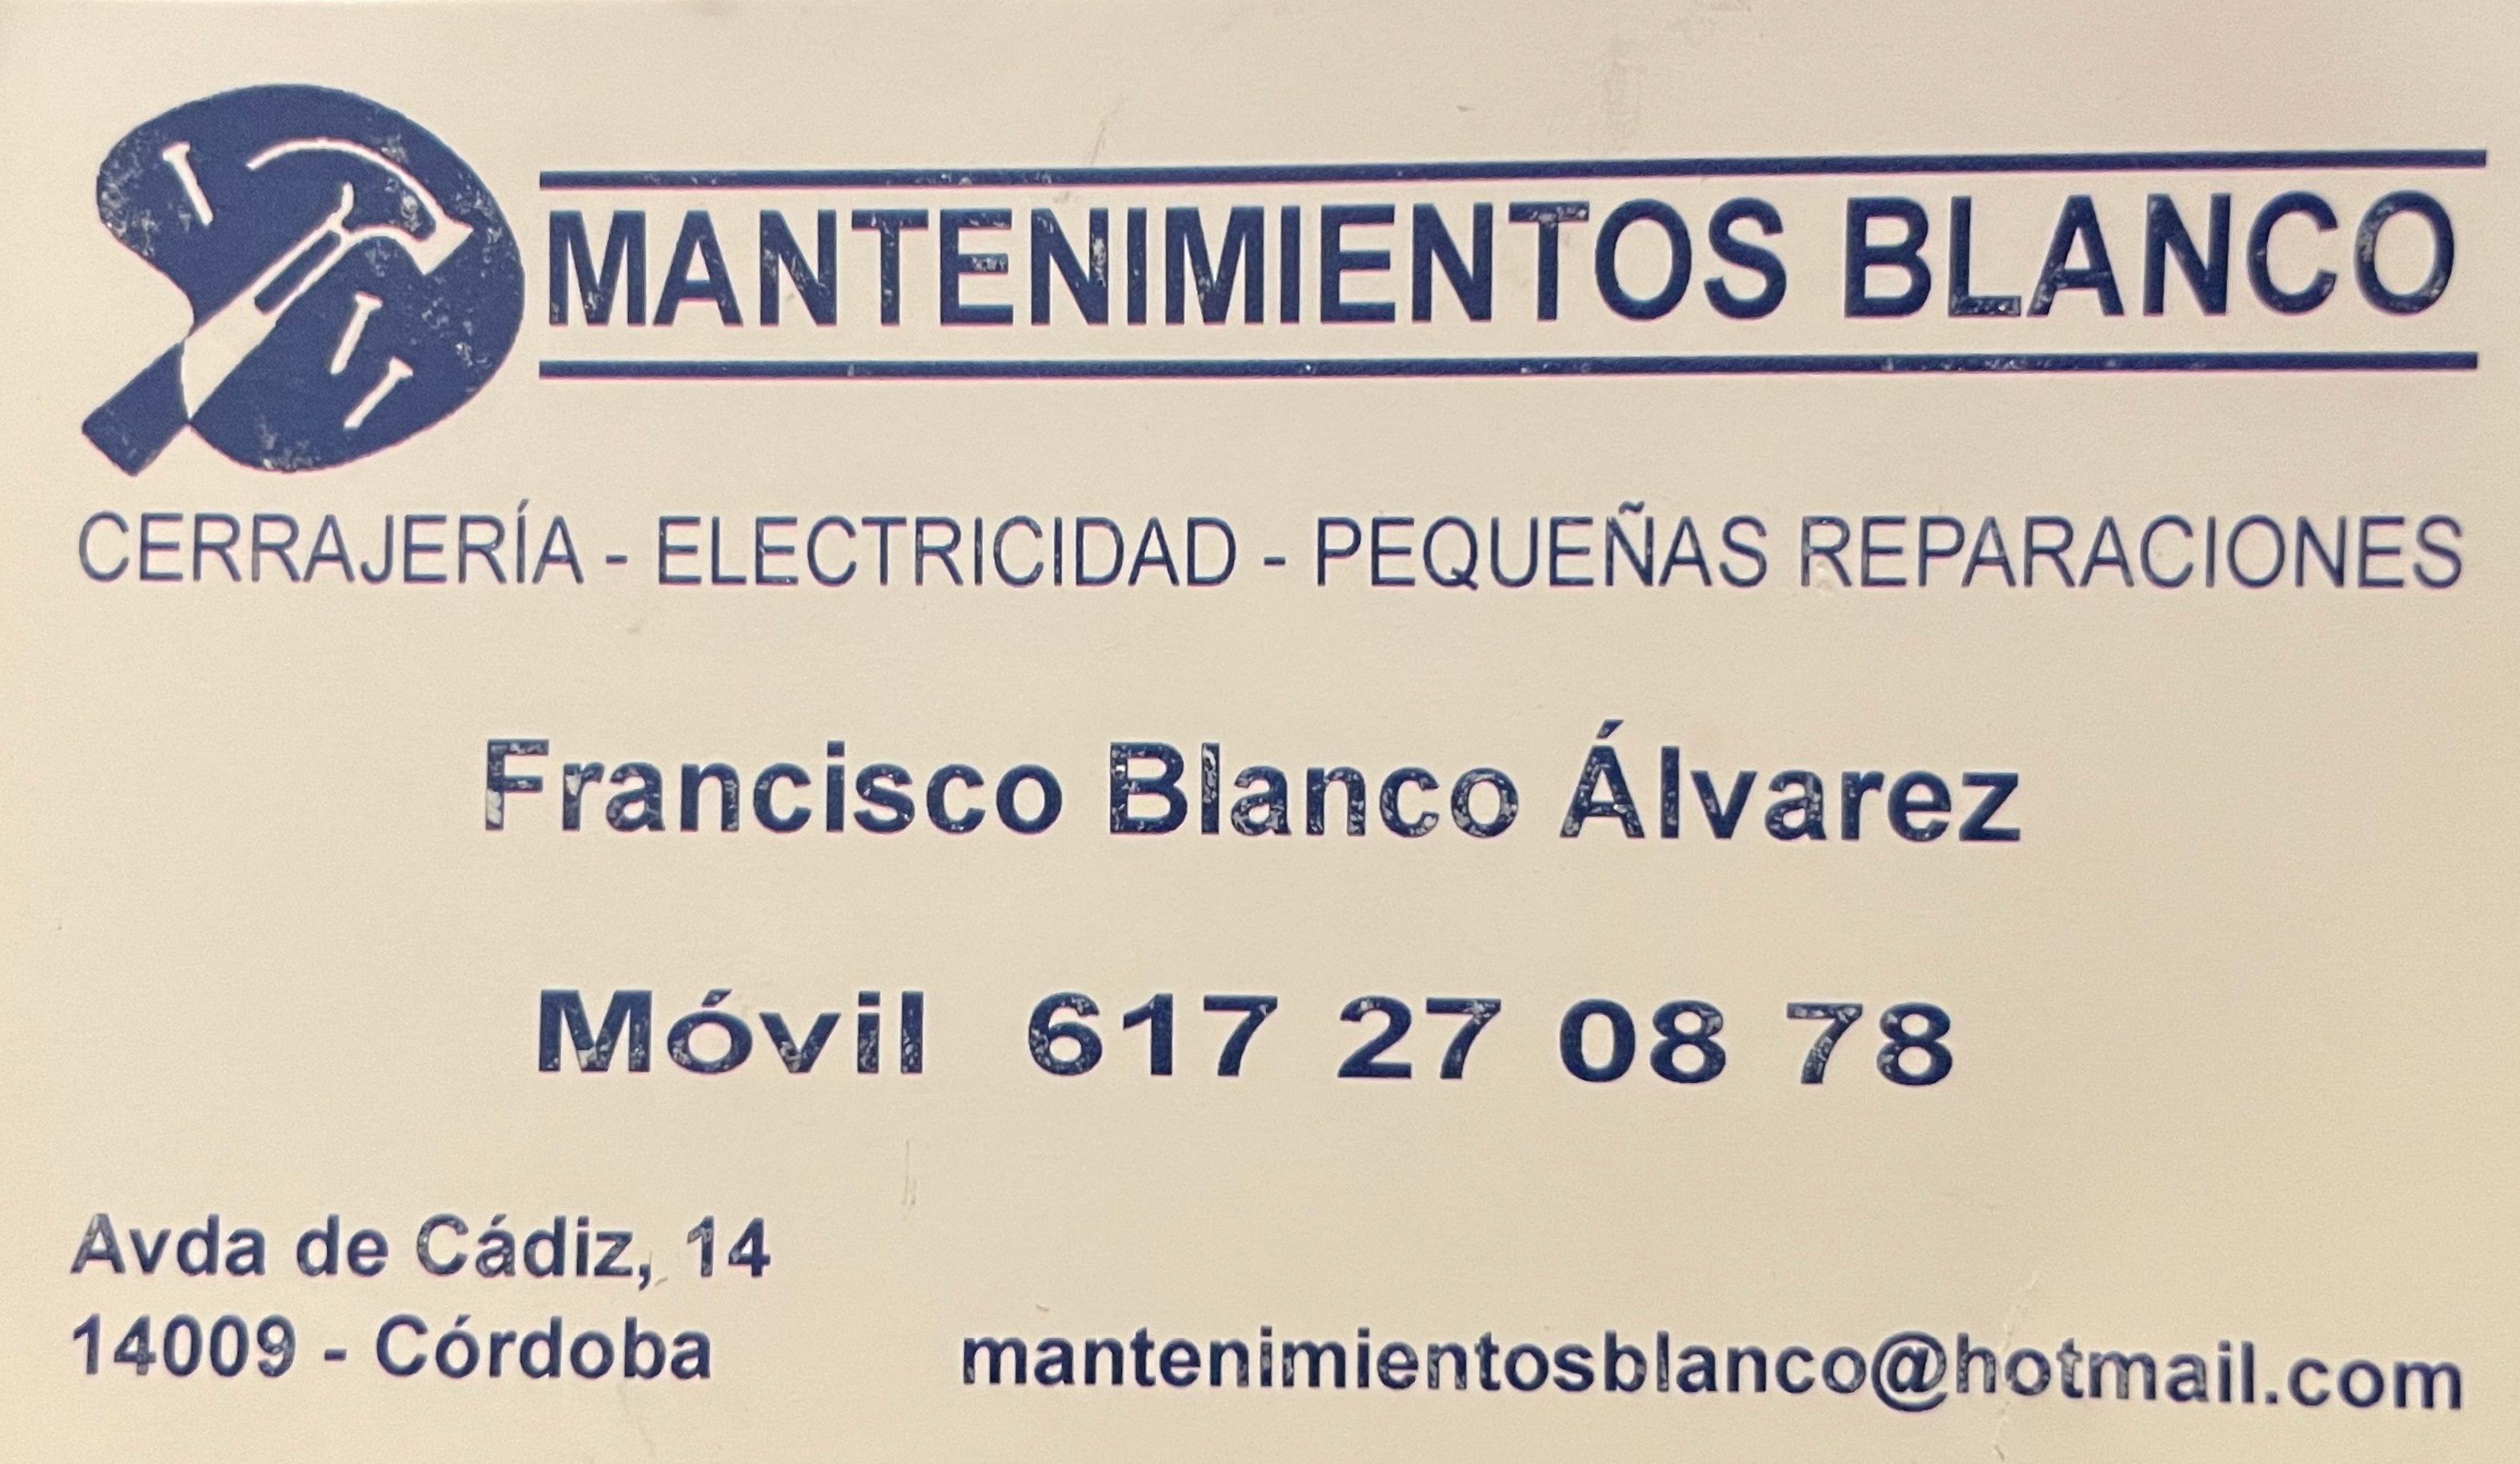 MANTENIMIENTOS BLANCO
CERRAJERÍA - ELECTRICIDAD - PEQUEÑAS REPARACIONES
Francisco Blanco Álvarez
Móvil 617 27 08 78
Avda de Cádiz, 14
14009 - Córdoba
mantenimientosblanco@hotmail.com